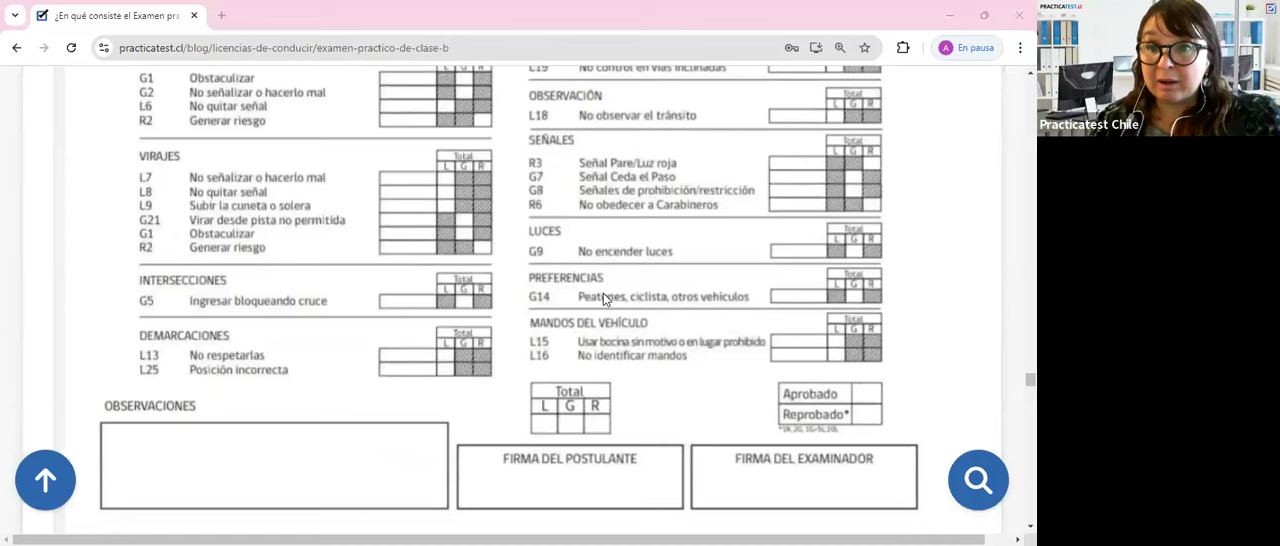 ¿En qué consiste el Examen pra
practicatest.cl/blog/licencias-de-conducir/examen-practico-de-clase-b
A
En pausa
PRACTICATEST.cl
Practicatest Chile
L G R
G1 Obstaculizar
G2 No señalizar o hacerlo mal
L6 No quitar señal
R2 Generar riesgo
VIRAJES
Total
L G R
L7 No señalizar o hacerlo mal
L8 No quitar señal
L9 Subir la cuneta o solera
G21 Virar desde pista no permitida
G1 Obstaculizar
R2 Generar riesgo
INTERSECCIONES
Total
L G R
G5 Ingresar bloqueando cruce
DEMARCACIONES
Total
L G R
L13 No respetarlas
L25 Posición incorrecta
OBSERVACIONES
L19 No control en vías inclinadas
OBSERVACIÓN
Total
L G R
L18 No observar el tránsito
SEÑALES
Total
L G R
R3 Señal Pare/Luz roja
G7 Señal Ceda el Paso
G8 Señales de prohibición/restricción
R6 No obedecer a Carabineros
LUCES
Total
L G R
G9 No encender luces
PREFERENCIAS
Total
L G R
G14 Peatones, ciclista, otros vehículos
MANDOS DEL VEHÍCULO
Total
L G R
L15 Usar bocina sin motivo o en lugar prohibido
L16 No identificar mandos
Total
L G R
Aprobado
Reprobado*
FIRMA DEL POSTULANTE
FIRMA DEL EXAMINADOR